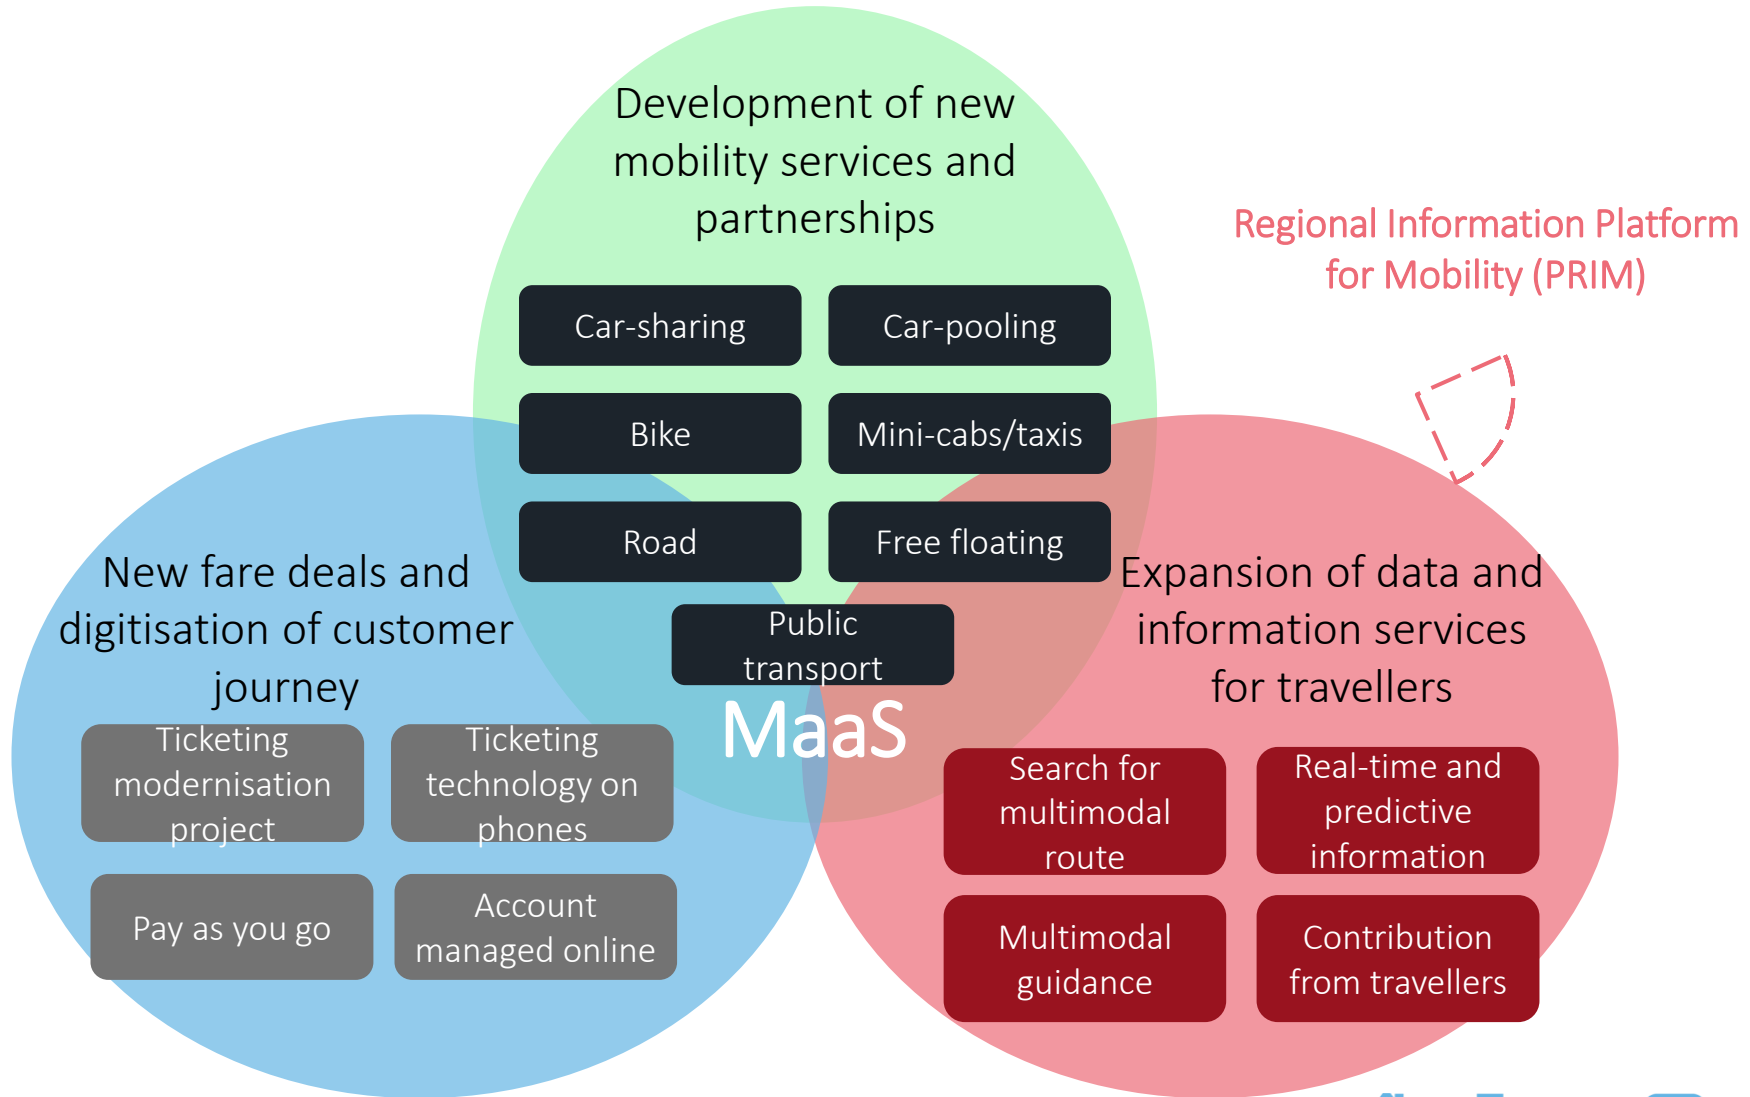 Development of new
mobility services and
partnerships
Regional Information Platform
for Mobility (PRIM)
Car-sharing
Car-pooling
Bike
Mini-cabs/taxis
Road
Free floating
Public
transport
MaaS
New fare deals and
digitisation of customer
journey
Ticketing
modernisation
project
Ticketing
technology on
phones
Pay as you go
Account
managed online
Expansion of data and
information services
for travellers
Search for
multimodal
route
Real-time and
predictive
information
Multimodal
guidance
Contribution
from travellers